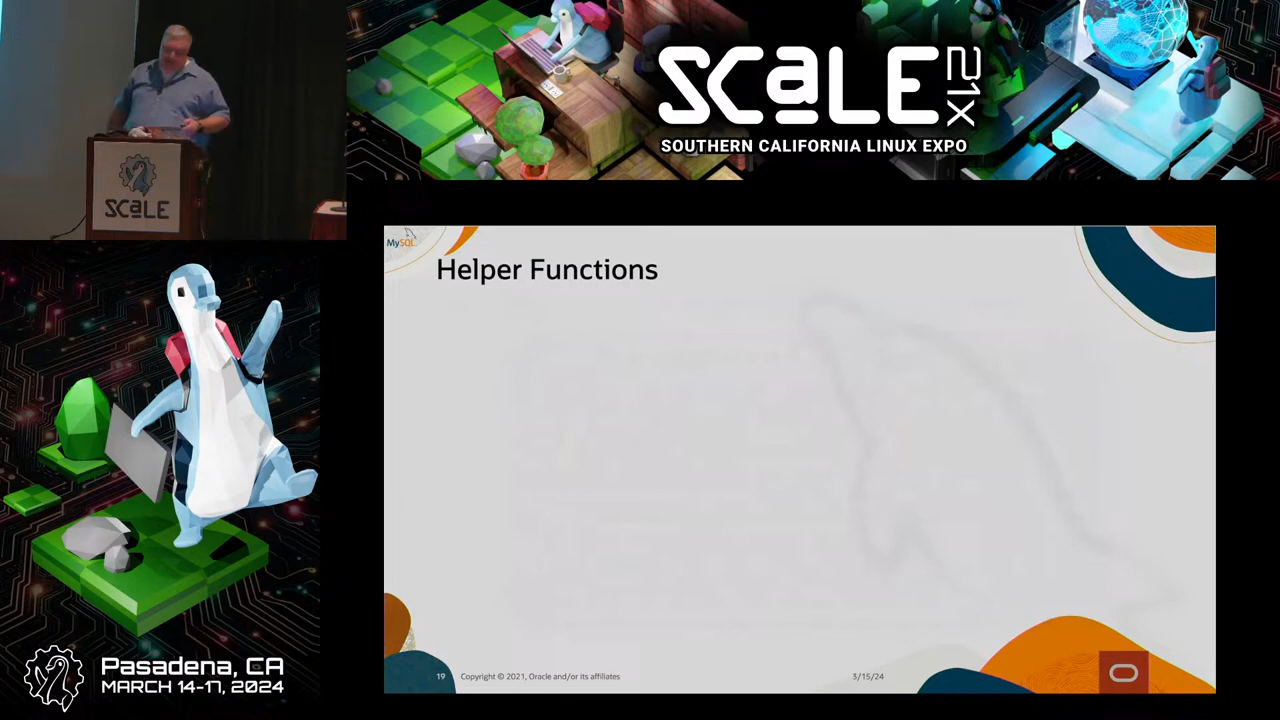 SCaLE
SCALE 21X
SOUTHERN CALIFORNIA LINUX EXPO
MySQL
Helper Functions
19 Copyright © 2021, Oracle and/or its affiliates 3/15/24
Pasadena, CA
MARCH 14-17, 2024